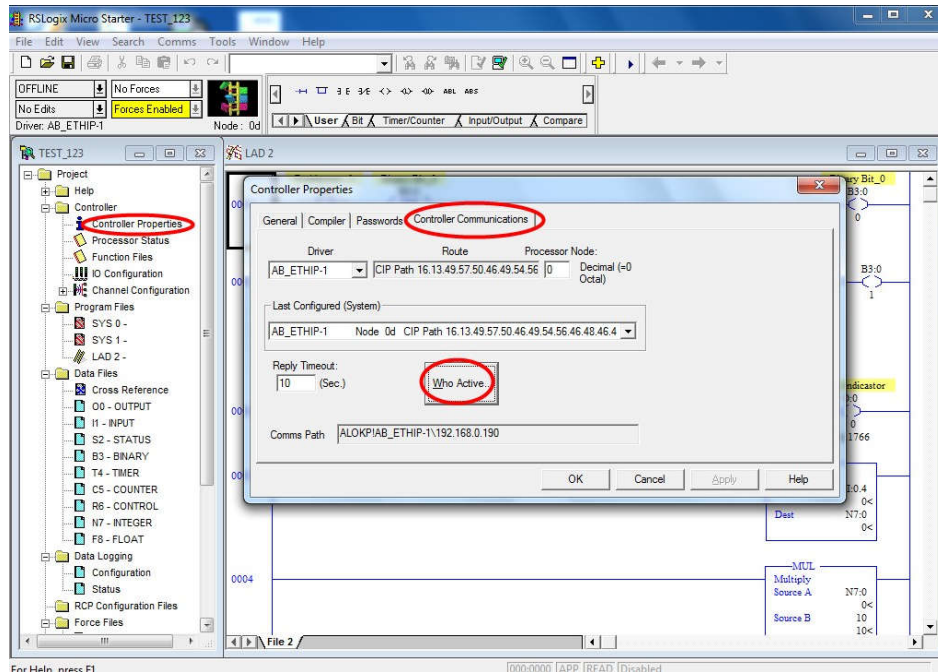 RSLogix Micro Starter - TEST_123
File Edit View Search Comms Tools Window Help
OFFLINE No Forces
No Edits Forces Enabled
Driver: AB_ETHIP-1 Node : 0d
ABL ABS
User Bit Timer/Counter Input/Output Compare
TEST_123
Project
Help
Controller
Controller Properties
Processor Status
Function Files
IO Configuration
Channel Configuration
Program Files
SYS 0 -
SYS 1 -
LAD 2 -
Data Files
Cross Reference
O0 - OUTPUT
I1 - INPUT
S2 - STATUS
B3 - BINARY
T4 - TIMER
C5 - COUNTER
R6 - CONTROL
N7 - INTEGER
F8 - FLOAT
Data Logging
Configuration
Status
RCP Configuration Files
Force Files
LAD 2
Bit_0
B3:0
0
B3:0
1
Controller Properties
General Compiler Passwords Controller Communications
Driver Route Processor Node:
AB_ETHIP-1 CIP Path 16.13.49.57.50.46.49.54.56 0 Decimal (=0
Octal)
Last Configured (System)
AB_ETHIP-1 Node 0d CIP Path 16.13.49.57.50.46.49.54.56.46.48.46.4
Reply Timeout:
10 (Sec.)
Who Active..
Comms Path ALOKP!AB_ETHIP-1\192.168.0.190
OK Cancel Apply Help
0
1766
0<
Dest N7:0
0<
0004
MUL
Multiply
Source A N7:0
0<
Source B 10
10<
File 2
For Help, press F1
000:0000 APP READ Disabled